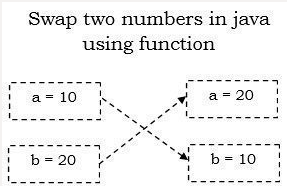 Swap two numbers in java
using function
a = 10
a = 20
b = 20
b = 10